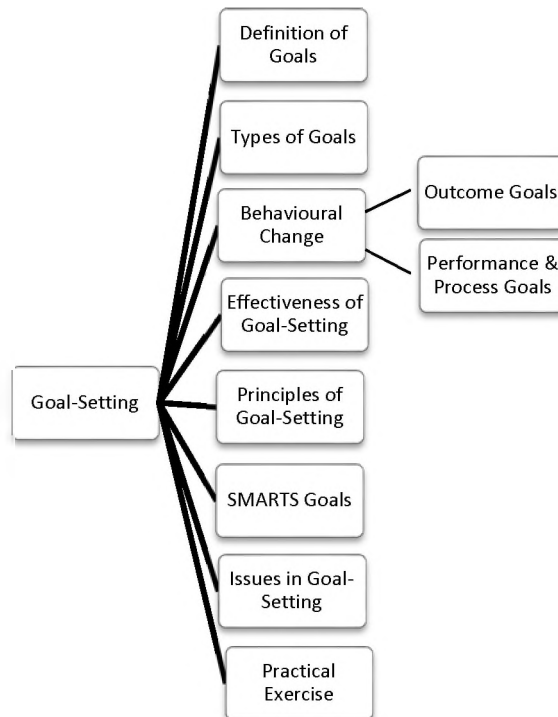 Definition of
Goals
Types of Goals
Behavioural
Change
Outcome Goals
Performance &
Process Goals
Effectiveness of
Goal-Setting
Goal-Setting
Principles of
Goal-Setting
SMARTS Goals
Issues in Goal-
Setting
Practical
Exercise